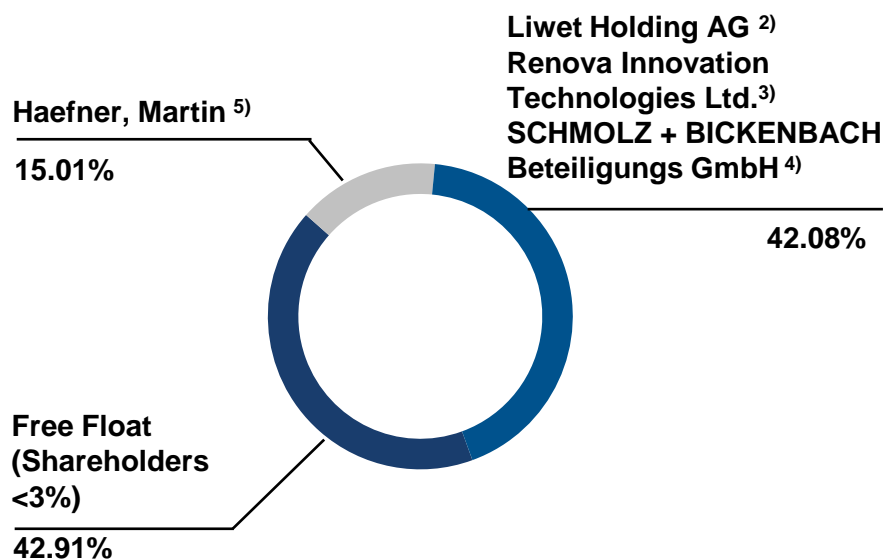 Liwet Holding AG 2)
Renova Innovation
Technologies Ltd.3)
SCHMOLZ + BICKENBACH
Beteiligungs GmbH 4)
42.08%
Haefner, Martin 5)
15.01%
Free Float
(Shareholders
<3%)
42.91%